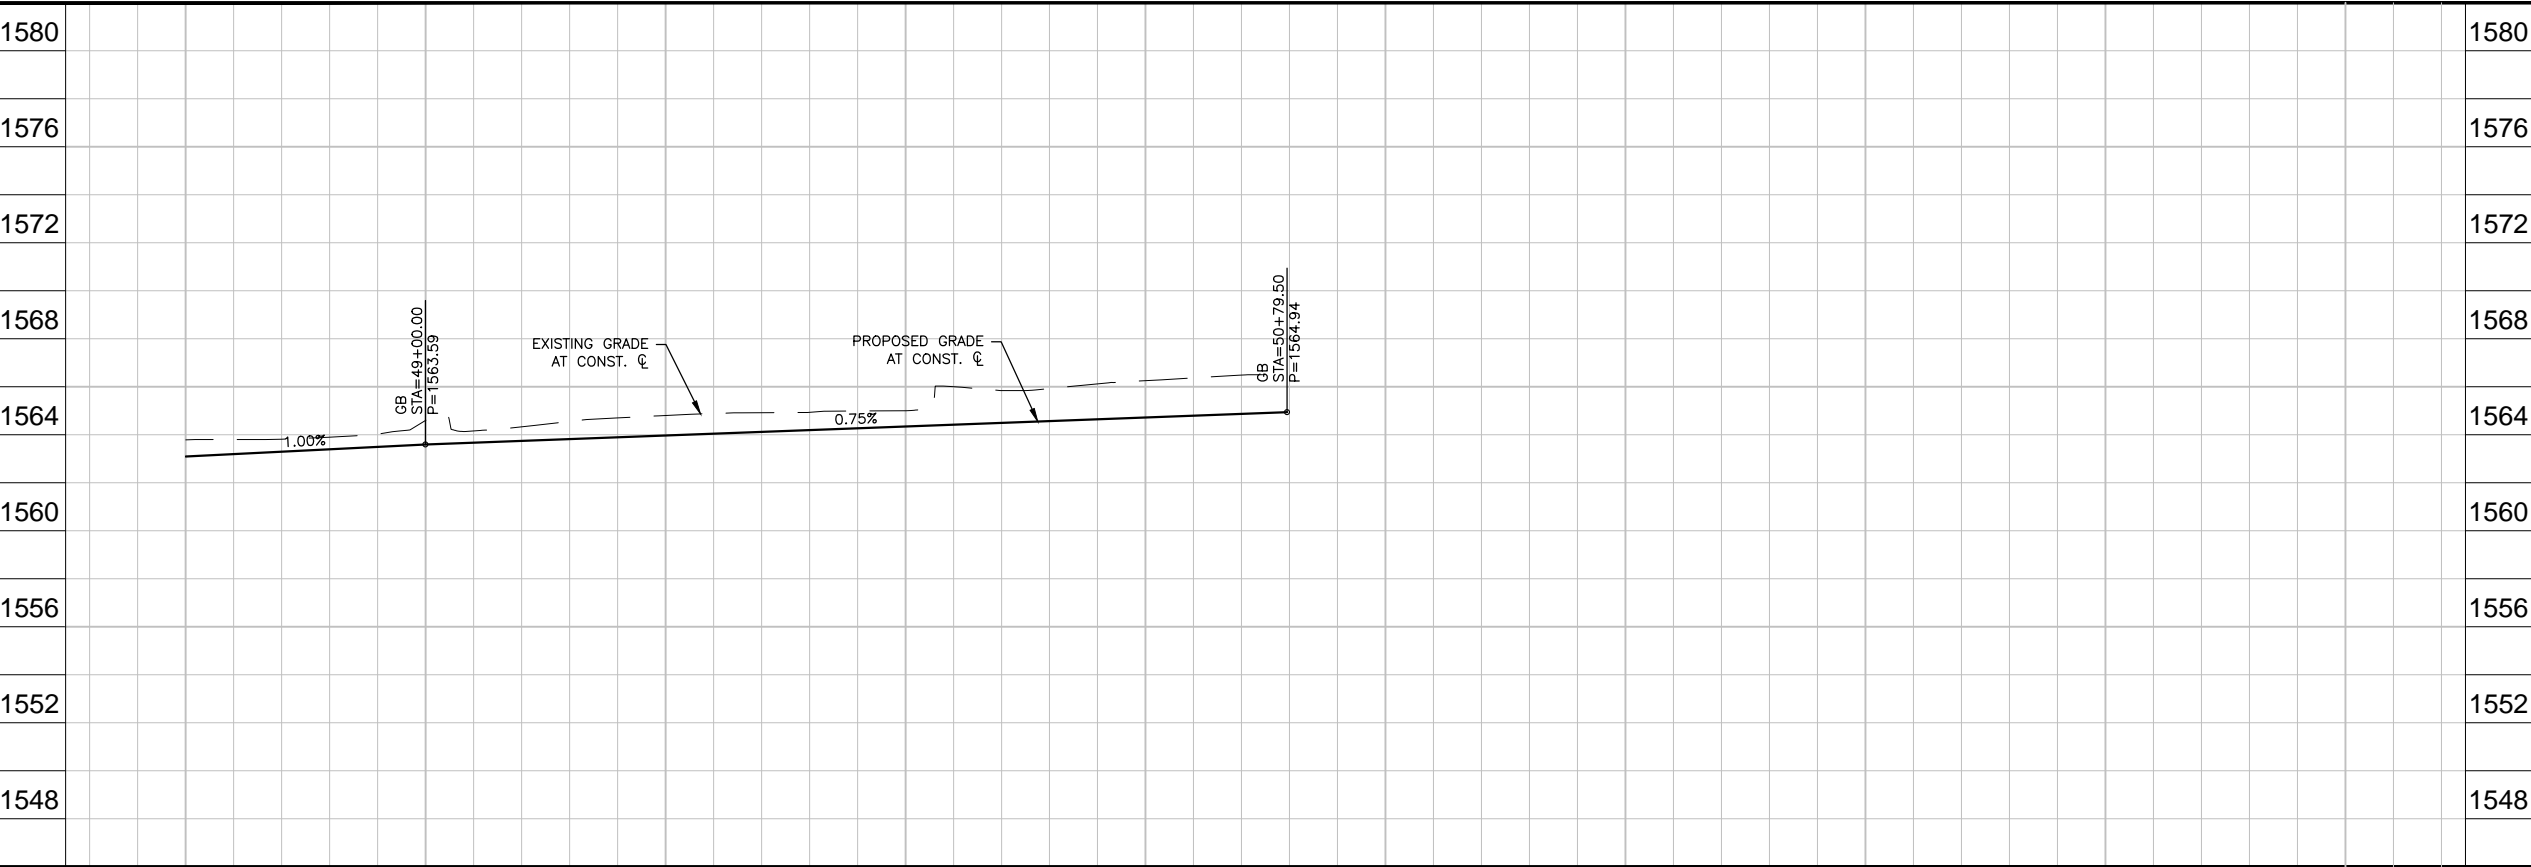 1580
1576
1572
1568
1564
1560
1556
1552
1548
1.00%
GB
STA=49+00.00
P=1563.59
EXISTING GRADE
AT CONST. ℄
0.75%
PROPOSED GRADE
AT CONST. ℄
GB
STA=50+79.50
P=1564.94
1580
1576
1572
1568
1564
1560
1556
1552
1548